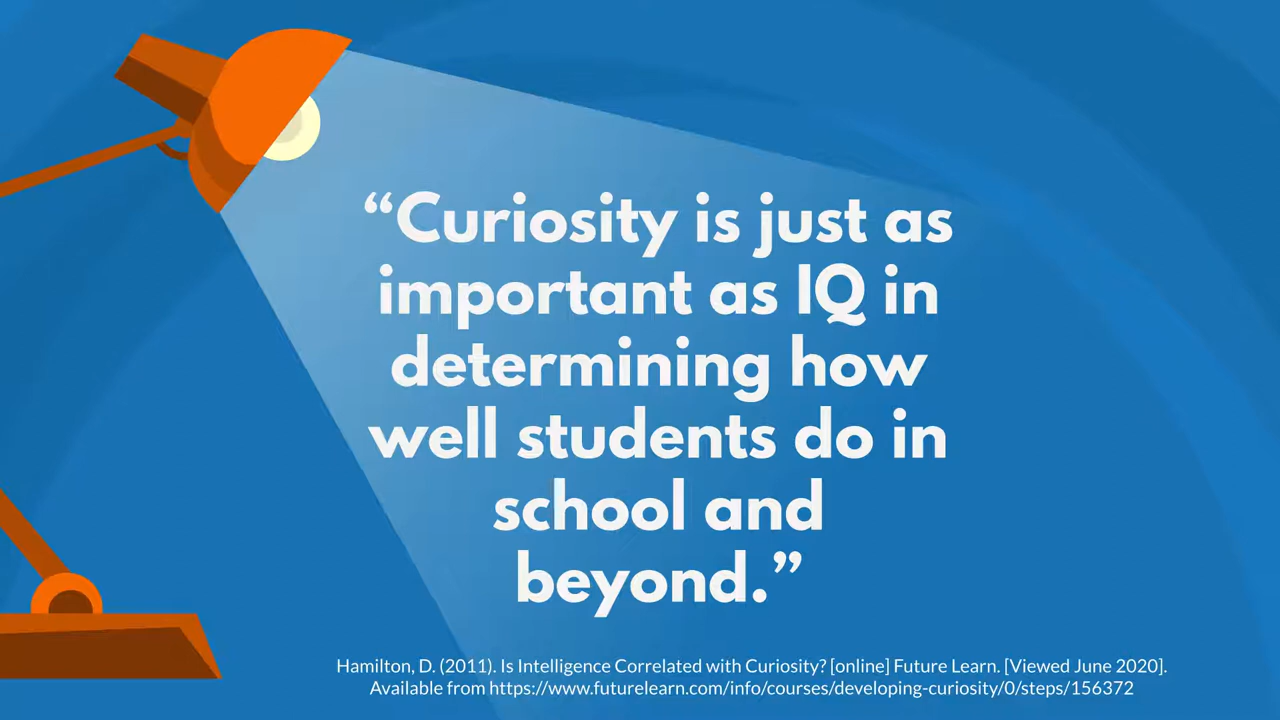 “Curiosity is just as
important as IQ in
determining how
well students do in
school and
beyond.”
Hamilton, D. (2011). Is Intelligence Correlated with Curiosity? [online] Future Learn. [Viewed June 2020].
Available from https://www.futurelearn.com/info/courses/developing-curiosity/0/steps/156372